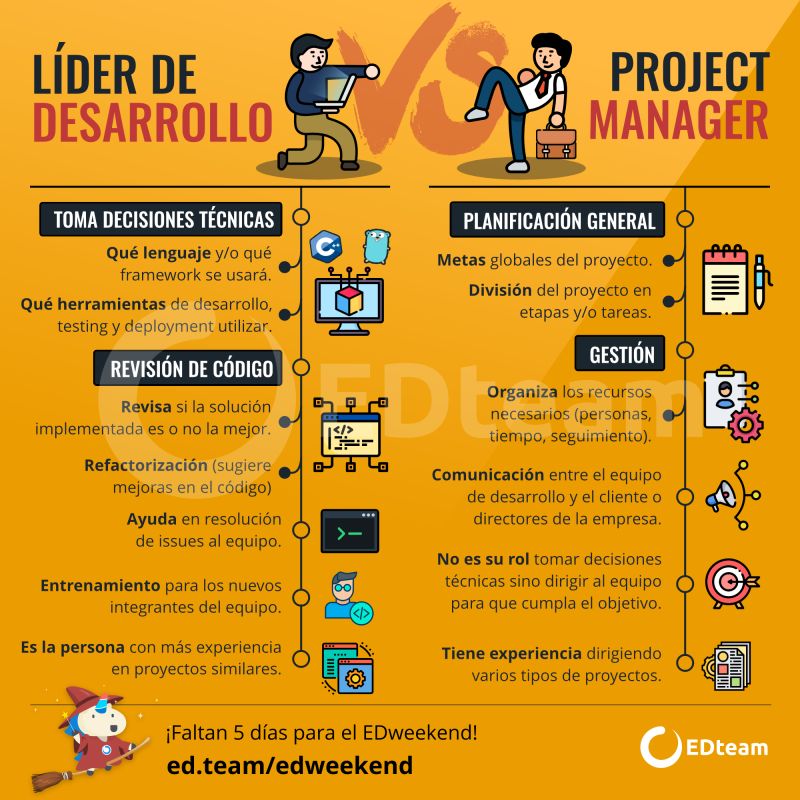 LÍDER DE
DESARROLLO
VS
PROJECT
MANAGER
TOMA DECISIONES TÉCNICAS
Qué lenguaje y/o qué
framework se usará.
Qué herramientas de desarrollo,
testing y deployment utilizar.
REVISIÓN DE CÓDIGO
Revisa si la solución
implementada es o no la mejor.
Refactorización (sugiere
mejoras en el código)
Ayuda en resolución
de issues al equipo.
Entrenamiento para los nuevos
integrantes del equipo.
Es la persona con más experiencia
en proyectos similares.
PLANIFICACIÓN GENERAL
Metas globales del proyecto.
División del proyecto en
etapas y/o tareas.
GESTIÓN
Organiza los recursos
necesarios (personas,
tiempo, seguimiento).
Comunicación entre el equipo
de desarrollo y el cliente o
directores de la empresa.
No es su rol tomar decisiones
técnicas sino dirigir al equipo
para que cumpla el objetivo.
Tiene experiencia dirigiendo
varios tipos de proyectos.
C++
</>
</>
EDteam
¡Faltan 5 días para el EDweekend!
ed.team/edweekend
EDteam